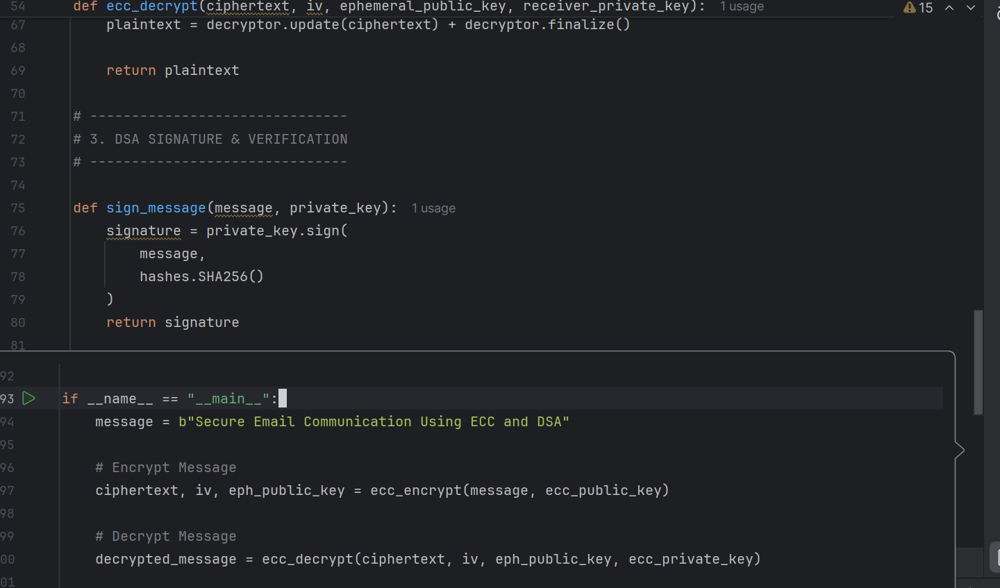 54 def ecc_decrypt(ciphertext, iv, ephemeral_public_key, receiver_private_key): 1 usage 15
67 plaintext = decryptor.update(ciphertext) + decryptor.finalize()
68
69 return plaintext
70
71 # -------------------------------
72 # 3. DSA SIGNATURE & VERIFICATION
73 # -------------------------------
74
75 def sign_message(message, private_key): 1 usage
76 signature = private_key.sign(
77 message,
78 hashes.SHA256()
79 )
80 return signature
81
92
93 if __name__ == "__main__":
94 message = b"Secure Email Communication Using ECC and DSA"
95
96 # Encrypt Message
97 ciphertext, iv, eph_public_key = ecc_encrypt(message, ecc_public_key)
98
99 # Decrypt Message
00 decrypted_message = ecc_decrypt(ciphertext, iv, eph_public_key, ecc_private_key)
01